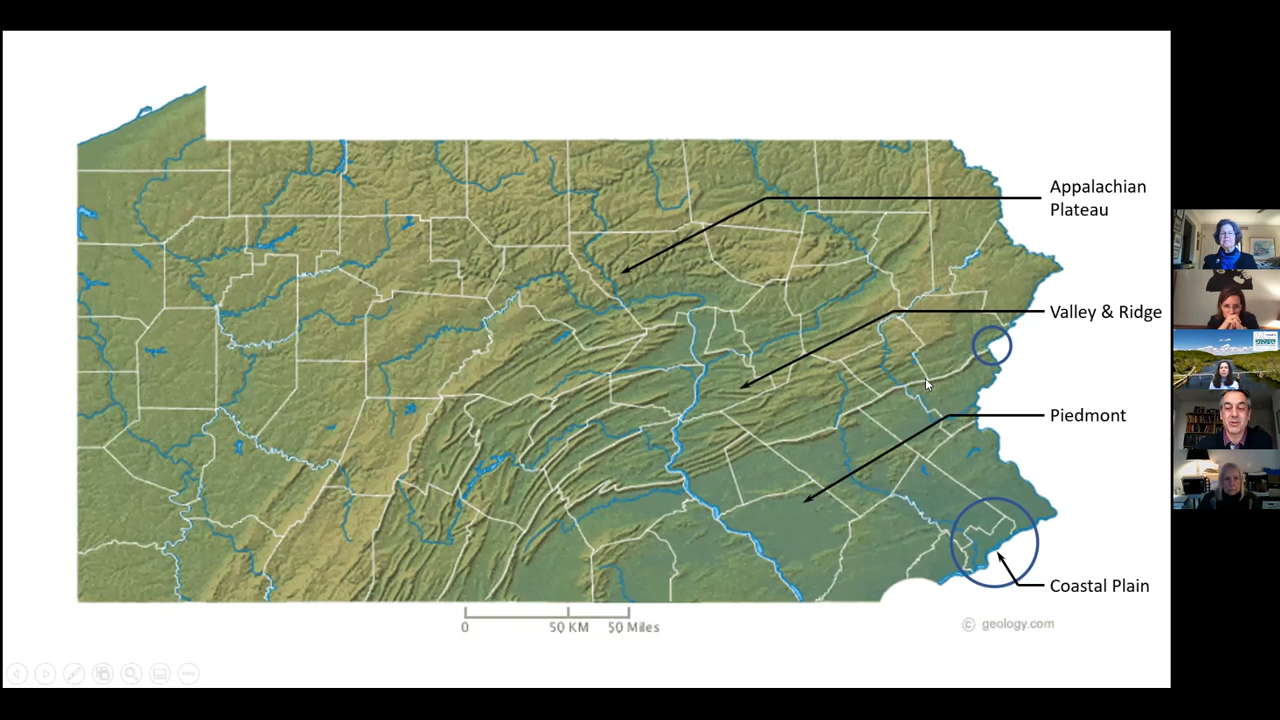 Appalachian
Plateau
Valley & Ridge
Piedmont
Coastal Plain
0 50 KM 50 Miles
© geology.com